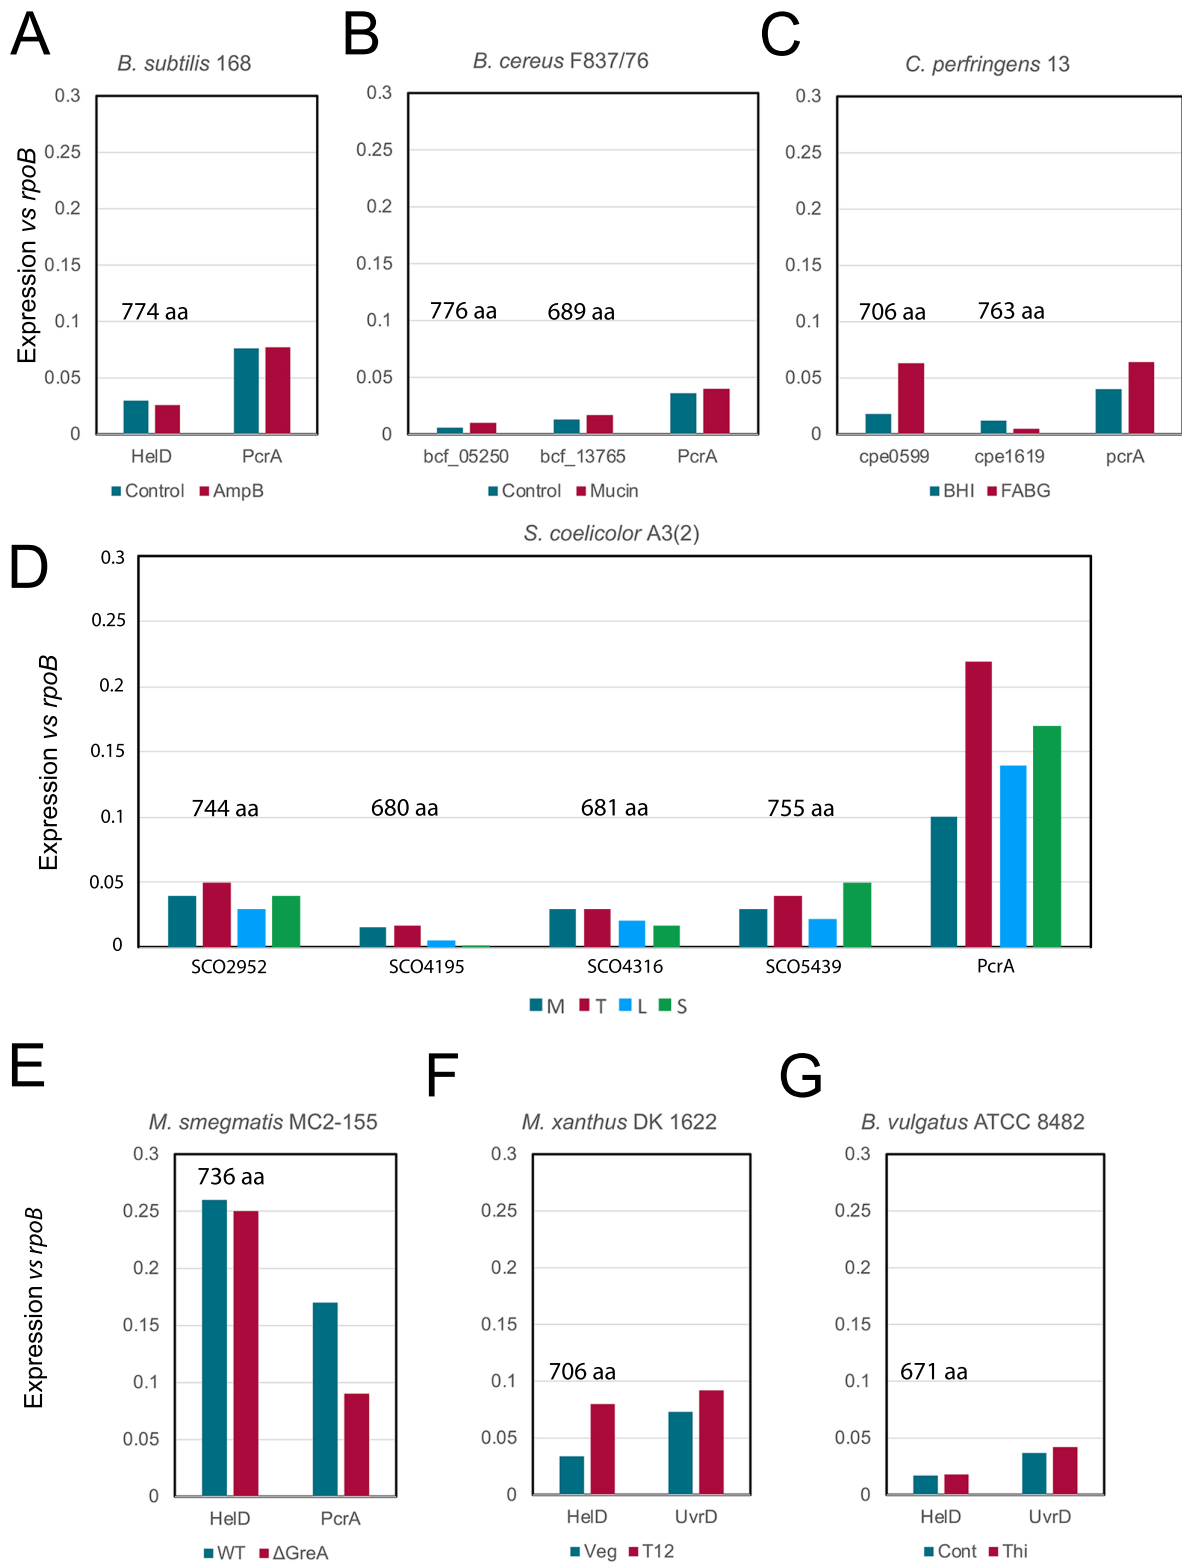 A
B
C
B. subtilis 168
B. cereus F837/76
C. perfringens 13
Expression vs rpoB
0.3
0.25
0.2
0.15
0.1
0.05
0
774 aa
HelD PcrA
Control AmpB
0.3
0.25
0.2
0.15
0.1
0.05
0
776 aa 689 aa
bcf_05250 bcf_13765 PcrA
Control Mucin
0.3
0.25
0.2
0.15
0.1
0.05
0
706 aa 763 aa
cpe0599 cpe1619 pcrA
BHI FABG
D
S. coelicolor A3(2)
Expression vs rpoB
0.3
0.25
0.2
0.15
0.1
0.05
0
744 aa 680 aa 681 aa 755 aa
SCO2952 SCO4195 SCO4316 SCO5439 PcrA
M T L S
E
F
G
M. smegmatis MC2-155
M. xanthus DK 1622
B. vulgatus ATCC 8482
Expression vs rpoB
0.3
0.25
0.2
0.15
0.1
0.05
0
736 aa
HelD PcrA
WT ΔGreA
0.3
0.25
0.2
0.15
0.1
0.05
0
706 aa
HelD UvrD
Veg T12
0.3
0.25
0.2
0.15
0.1
0.05
0
671 aa
HelD UvrD
Cont Thi